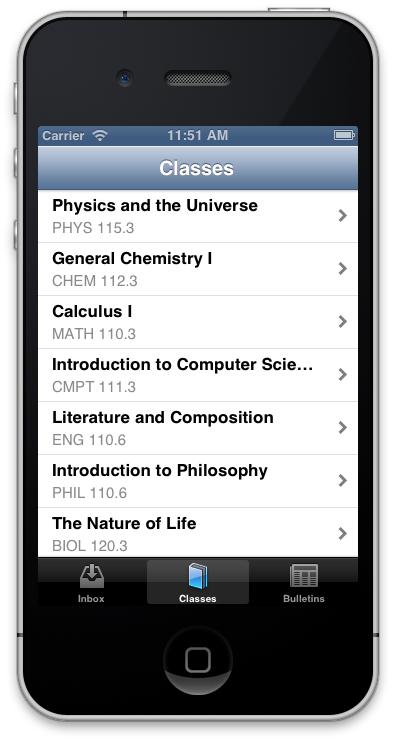 Carrier 11:51 AM
Classes
Physics and the Universe
PHYS 115.3
General Chemistry I
CHEM 112.3
Calculus I
MATH 110.3
Introduction to Computer Scie...
CMPT 111.3
Literature and Composition
ENG 110.6
Introduction to Philosophy
PHIL 110.6
The Nature of Life
BIOL 120.3
Inbox Classes Bulletins